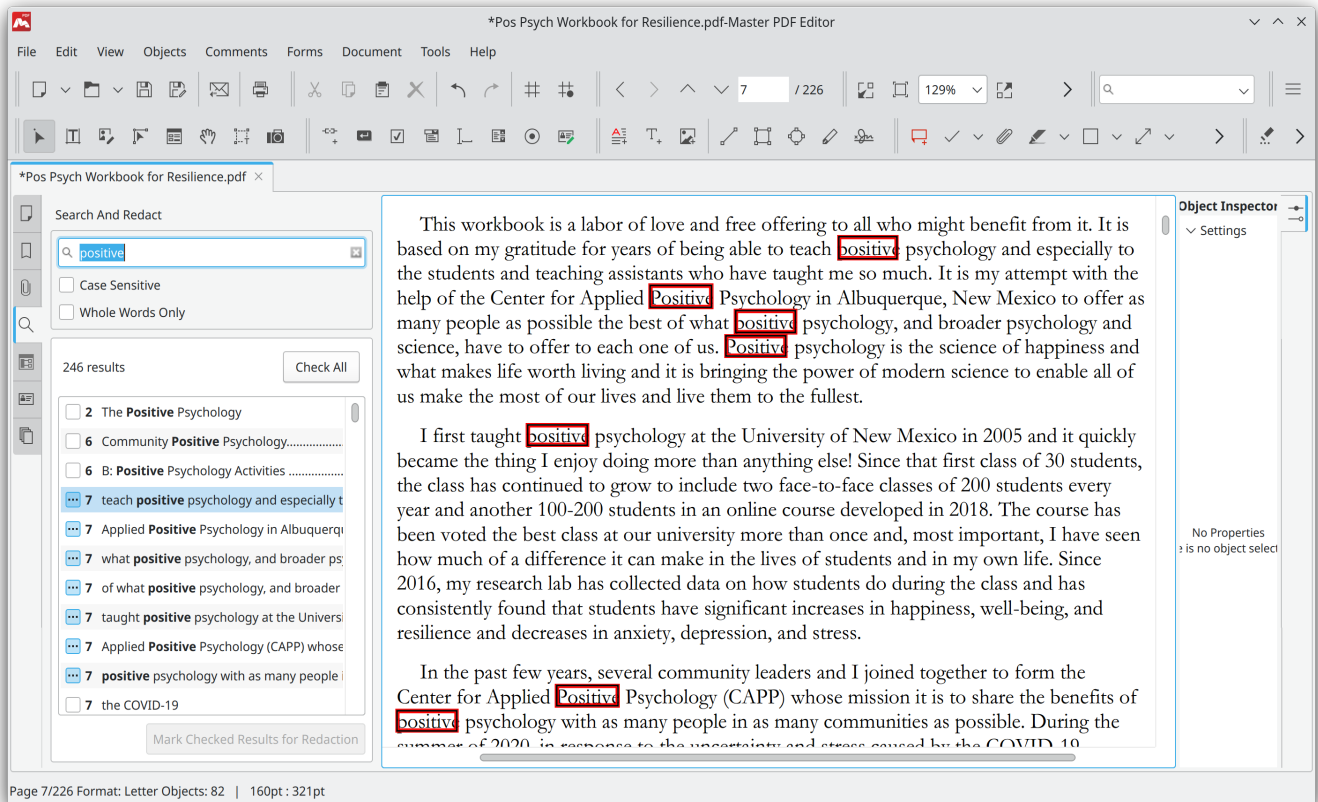 *Pos Psych Workbook for Resilience.pdf-Master PDF Editor
File Edit View Objects Comments Forms Document Tools Help
7 / 226 129%
*Pos Psych Workbook for Resilience.pdf
Search And Redact
positive
Case Sensitive
Whole Words Only
246 results Check All
2 The Positive Psychology
6 Community Positive Psychology.................
6 B: Positive Psychology Activities ................
7 teach positive psychology and especially t
7 Applied Positive Psychology in Albuquerqu
7 what positive psychology, and broader ps
7 of what positive psychology, and broader
7 taught positive psychology at the Universi
7 Applied Positive Psychology (CAPP) whose
7 positive psychology with as many people i
7 the COVID-19
Mark Checked Results for Redaction
This workbook is a labor of love and free offering to all who might benefit from it. It is
based on my gratitude for years of being able to teach positive psychology and especially to
the students and teaching assistants who have taught me so much. It is my attempt with the
help of the Center for Applied Positive Psychology in Albuquerque, New Mexico to offer as
many people as possible the best of what positive psychology, and broader psychology and
science, have to offer to each one of us. Positive psychology is the science of happiness and
what makes life worth living and it is bringing the power of modern science to enable all of
us make the most of our lives and live them to the fullest.
I first taught positive psychology at the University of New Mexico in 2005 and it quickly
became the thing I enjoy doing more than anything else! Since that first class of 30 students,
the class has continued to grow to include two face-to-face classes of 200 students every
year and another 100-200 students in an online course developed in 2018. The course has
been voted the best class at our university more than once and, most important, I have seen
how much of a difference it can make in the lives of students and in my own life. Since
2016, my research lab has collected data on how students do during the class and has
consistently found that students have significant increases in happiness, well-being, and
resilience and decreases in anxiety, depression, and stress.
In the past few years, several community leaders and I joined together to form the
Center for Applied Positive Psychology (CAPP) whose mission it is to share the benefits of
positive psychology with as many people in as many communities as possible. During the
summer of 2020, in response to the uncertainty and stress caused by the COVID-19
Object Inspector
Settings
No Properties
e is no object select
Page 7/226 Format: Letter Objects: 82 | 160pt : 321pt